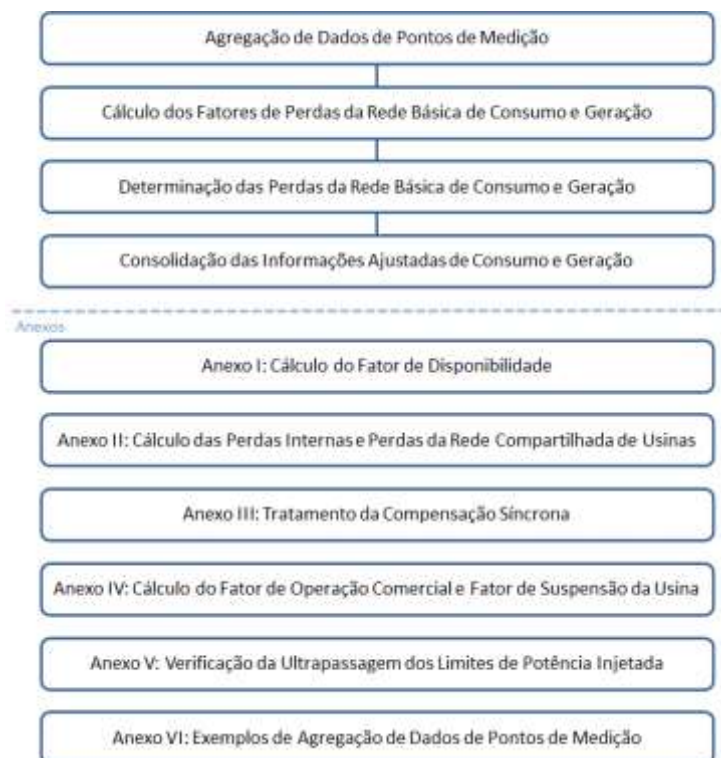 Agregação de Dados de Pontos de Medição
Cálculo dos Fatores de Perdas da Rede Básica de Consumo e Geração
Determinação das Perdas da Rede Básica de Consumo e Geração
Consolidação das Informações Ajustadas de Consumo e Geração
Anexos
Anexo I: Cálculo do Fator de Disponibilidade
Anexo II: Cálculo das Perdas Internas e Perdas da Rede Compartilhada de Usinas
Anexo III: Tratamento da Compensação Síncrona
Anexo IV: Cálculo do Fator de Operação Comercial e Fator de Suspensão da Usina
Anexo V: Verificação da Ultrapassagem dos Limites de Potência Injetada
Anexo VI: Exemplos de Agregação de Dados de Pontos de Medição